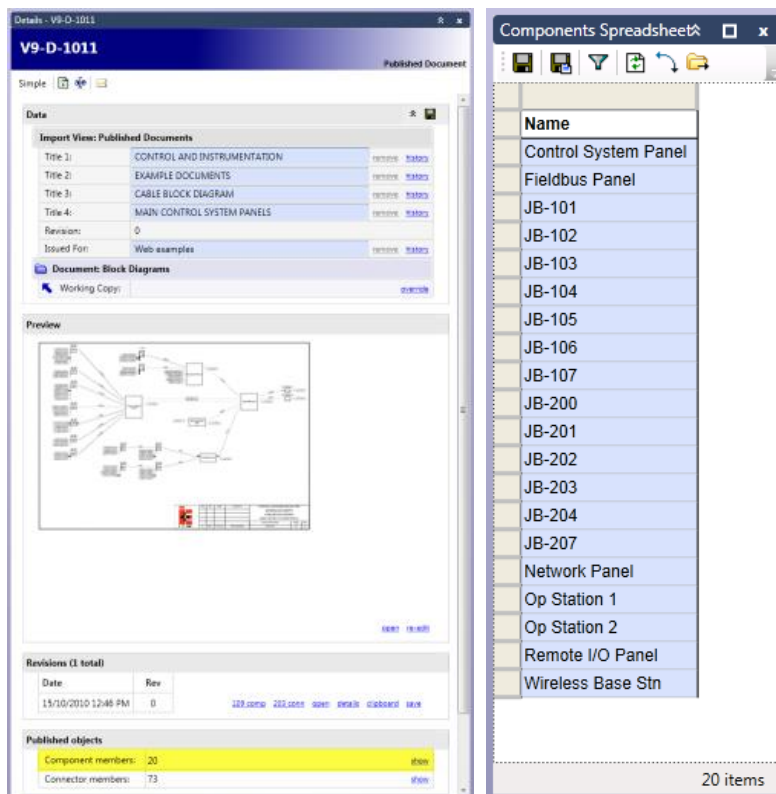 Details - V9-D-1011
V9-D-1011
Published Document
Simple
Data
Import View: Published Documents
Title 1: CONTROL AND INSTRUMENTATION remove history
Title 2: EXAMPLE DOCUMENTS remove history
Title 3: CABLE BLOCK DIAGRAM remove history
Title 4: MAIN CONTROL SYSTEM PANELS remove history
Revision: 0
Issued For: Web examples remove history
Document: Block Diagrams
Working Copy: override
Preview
open re-edit
Revisions (1 total)
Date Rev
15/10/2010 12:46 PM 0 109 comp 203 conn open details clipboard save
Published objects
Component members: 20 show
Connector members: 73 show
Components Spreadsheet
Name
Control System Panel
Fieldbus Panel
JB-101
JB-102
JB-103
JB-104
JB-105
JB-106
JB-107
JB-200
JB-201
JB-202
JB-203
JB-204
JB-207
Network Panel
Op Station 1
Op Station 2
Remote I/O Panel
Wireless Base Stn
20 items